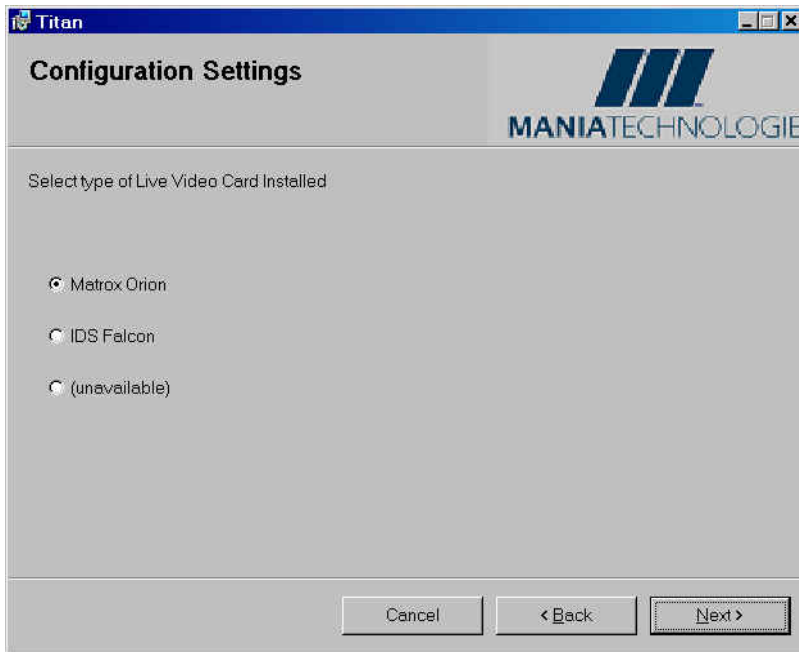 Titan
Configuration Settings
MANIATECHNOLOGIE
Select type of Live Video Card Installed
Matrox Orion
IDS Falcon
(unavailable)
Cancel
< Back
Next >